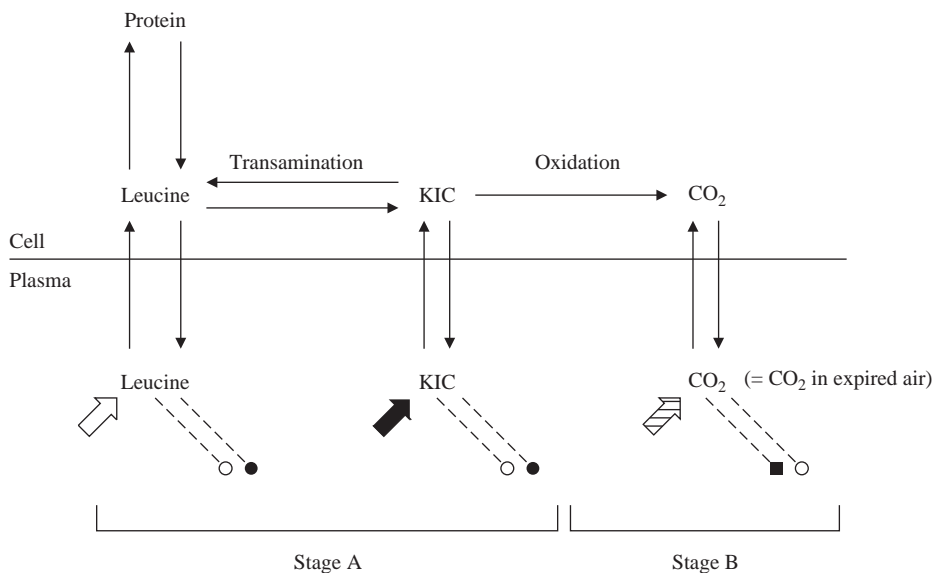 Protein
Transamination
Oxidation
Leucine
KIC
CO₂
Cell
Plasma
Leucine
KIC
CO₂ (= CO₂ in expired air)
Stage A
Stage B